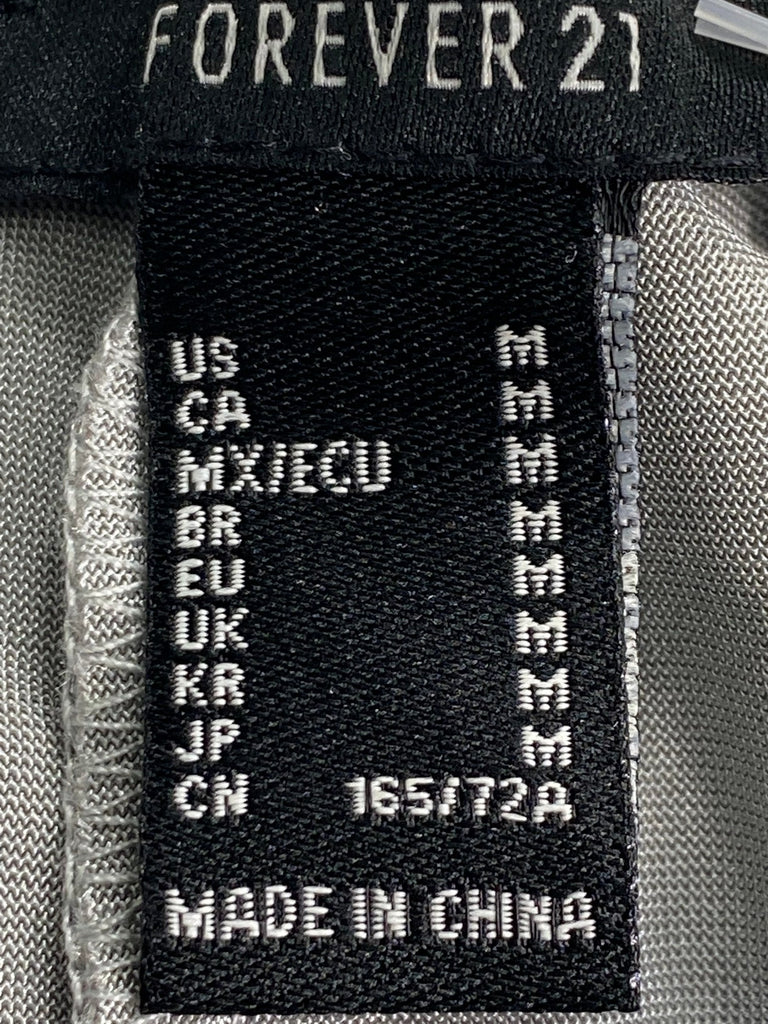 FOREVER 21
US M
CA M
MX/ECU M
BR M
EU M
UK M
KR M
JP M
CN 165/72A
MADE IN CHINA